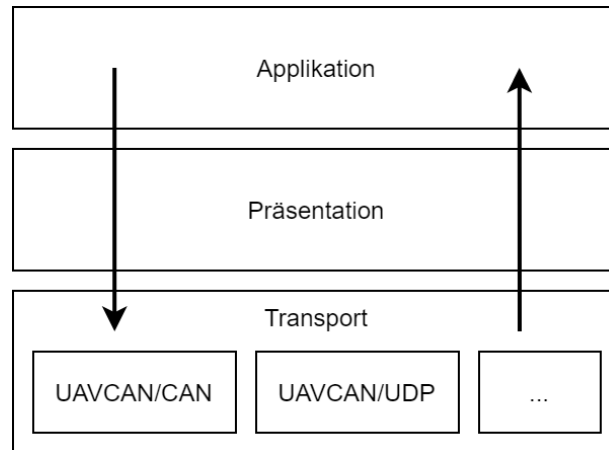 Applikation
Präsentation
Transport
UAVCAN/CAN UAVCAN/UDP ...